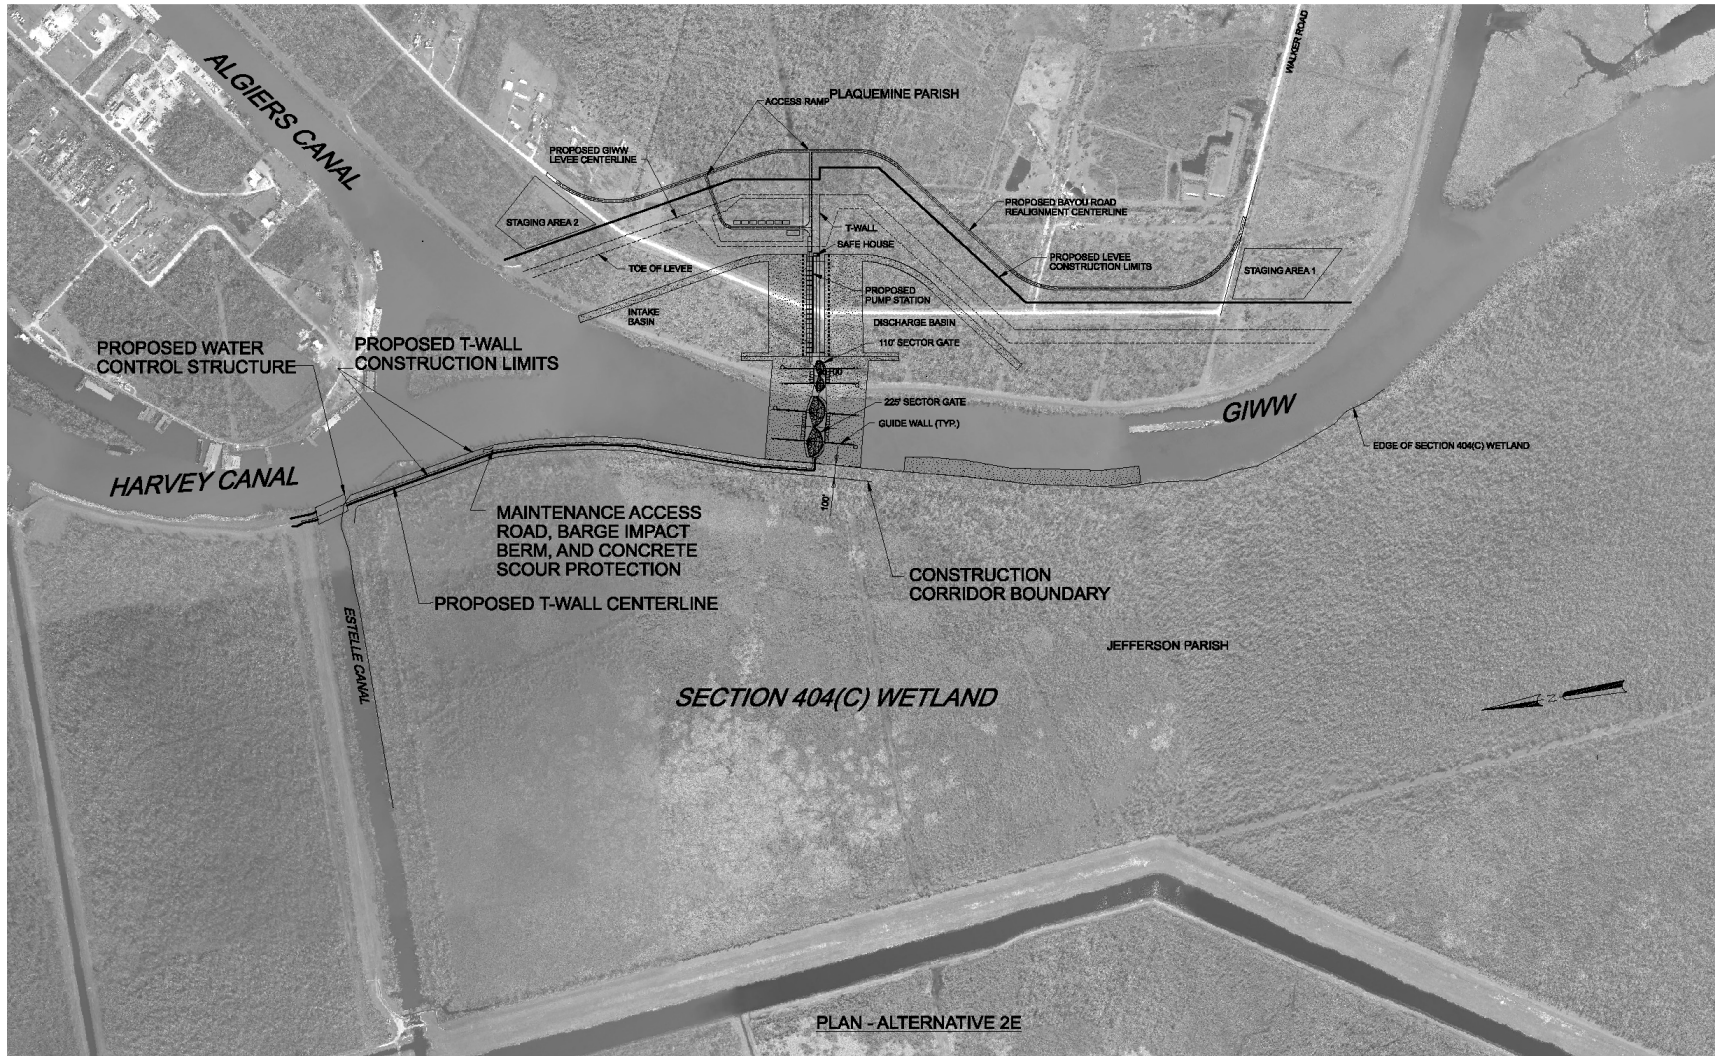 ALGIERS CANAL
WALKER ROAD
ACCESS RAMP
PLAQUEMINE PARISH
PROPOSED GIWW
LEVEE CENTERLINE
STAGING AREA 2
PROPOSED BAYOU ROAD
REALIGNMENT CENTERLINE
T-WALL
SAFE HOUSE
TOE OF LEVEE
PROPOSED LEVEE
CONSTRUCTION LIMITS
STAGING AREA 1
PROPOSED
PUMP STATION
INTAKE
BASIN
DISCHARGE BASIN
110' SECTOR GATE
PROPOSED WATER
CONTROL STRUCTURE
PROPOSED T-WALL
CONSTRUCTION LIMITS
225' SECTOR GATE
GUIDE WALL (TYP.)
GIWW
EDGE OF SECTION 404(C) WETLAND
HARVEY CANAL
100'
MAINTENANCE ACCESS
ROAD, BARGE IMPACT
BERM, AND CONCRETE
SCOUR PROTECTION
CONSTRUCTION
CORRIDOR BOUNDARY
PROPOSED T-WALL CENTERLINE
ESTELLE CANAL
JEFFERSON PARISH
SECTION 404(C) WETLAND
N
PLAN - ALTERNATIVE 2E